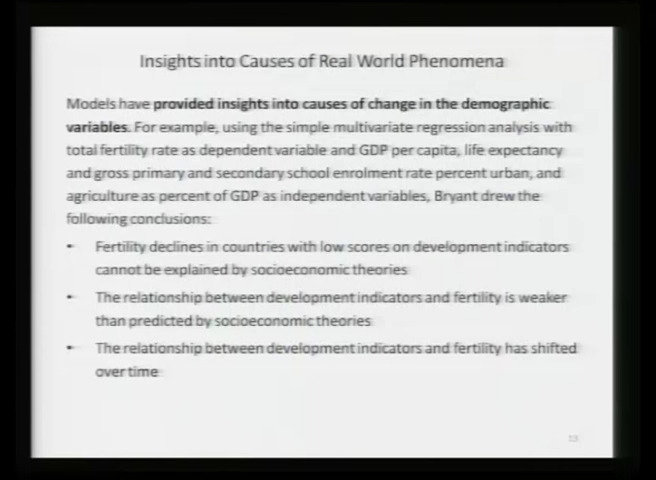 Insights into Causes of Real World Phenomena
Models have provided insights into causes of change in the demographic
variables. For example, using the simple multivariate regression analysis with
total fertility rate as dependent variable and GDP per capita, life expectancy
and gross primary and secondary school enrolment rate percent urban, and
agriculture as percent of GDP as independent variables, Bryant drew the
following conclusions:
• Fertility declines in countries with low scores on development indicators
cannot be explained by socioeconomic theories
• The relationship between development indicators and fertility is weaker
than predicted by socioeconomic theories
• The relationship between development indicators and fertility has shifted
over time